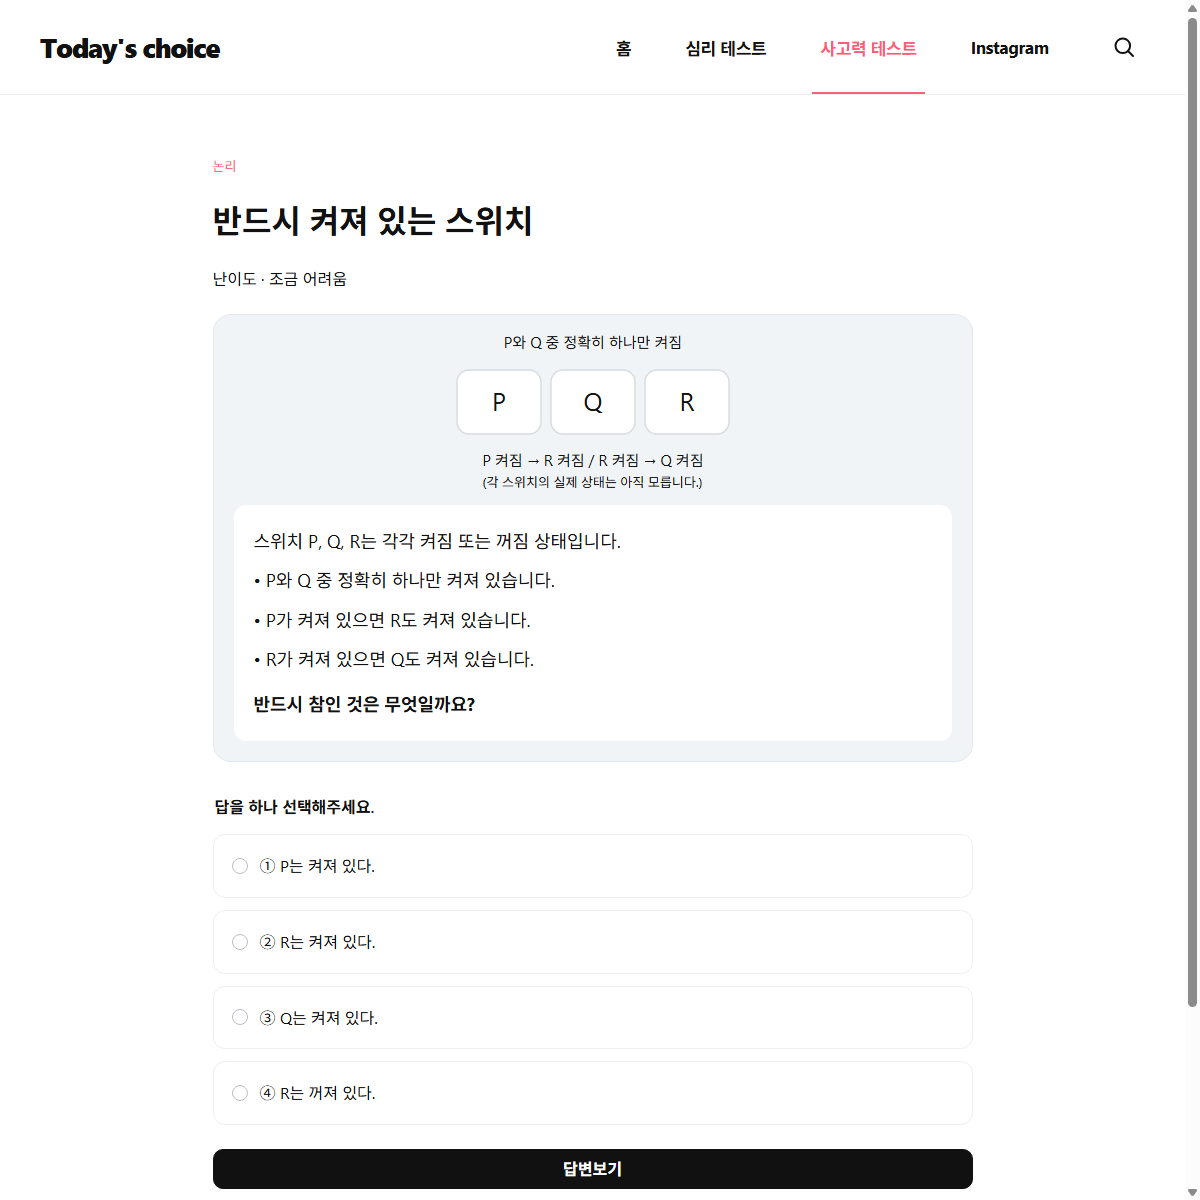 Today's choice
홈
심리 테스트
사고력 테스트
Instagram
논리
반드시 켜져 있는 스위치
난이도 · 조금 어려움
P와 Q 중 정확히 하나만 켜짐
P
Q
R
P 켜짐 → R 켜짐 / R 켜짐 → Q 켜짐
(각 스위치의 실제 상태는 아직 모릅니다.)
스위치 P, Q, R는 각각 켜짐 또는 꺼짐 상태입니다.
• P와 Q 중 정확히 하나만 켜져 있습니다.
• P가 켜져 있으면 R도 켜져 있습니다.
• R가 켜져 있으면 Q도 켜져 있습니다.
반드시 참인 것은 무엇일까요?
답을 하나 선택해주세요.
① P는 켜져 있다.
② R는 켜져 있다.
③ Q는 켜져 있다.
④ R는 꺼져 있다.
답변보기